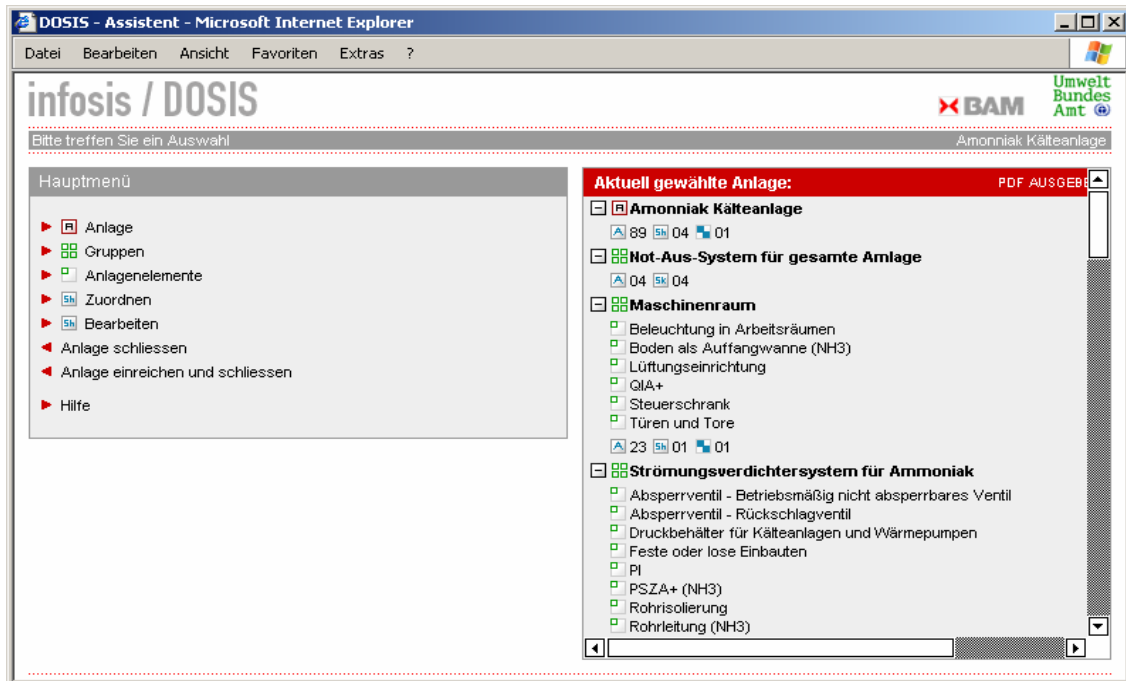 DOSIS - Assistent - Microsoft Internet Explorer
Datei Bearbeiten Ansicht Favoriten Extras ?
infosis / DOSIS
BAM
Umwelt
Bundes
Amt
Bitte treffen Sie ein Auswahl
Amonniak Kälteanlage
Hauptmenü
A Anlage
Gruppen
Anlagenelemente
Sh Zuordnen
Sh Bearbeiten
Anlage schliessen
Anlage einreichen und schliessen
Hilfe
Aktuell gewählte Anlage: PDF AUSGEBE
A Amonniak Kälteanlage
A 89 Sh 04 01
Not-Aus-System für gesamte Amlage
A 04 Sk 04
Maschinenraum
Beleuchtung in Arbeitsräumen
Boden als Auffangwanne (NH3)
Lüftungseinrichtung
QIA+
Steuerschrank
Türen und Tore
A 23 Sh 01 01
Strömungsverdichtersystem für Ammoniak
Absperrventil - Betriebsmäßig nicht absperrbares Ventil
Absperrventil - Rückschlagventil
Druckbehälter für Kälteanlagen und Wärmepumpen
Feste oder lose Einbauten
PI
PSZA+ (NH3)
Rohrisolierung
Rohrleitung (NH3)